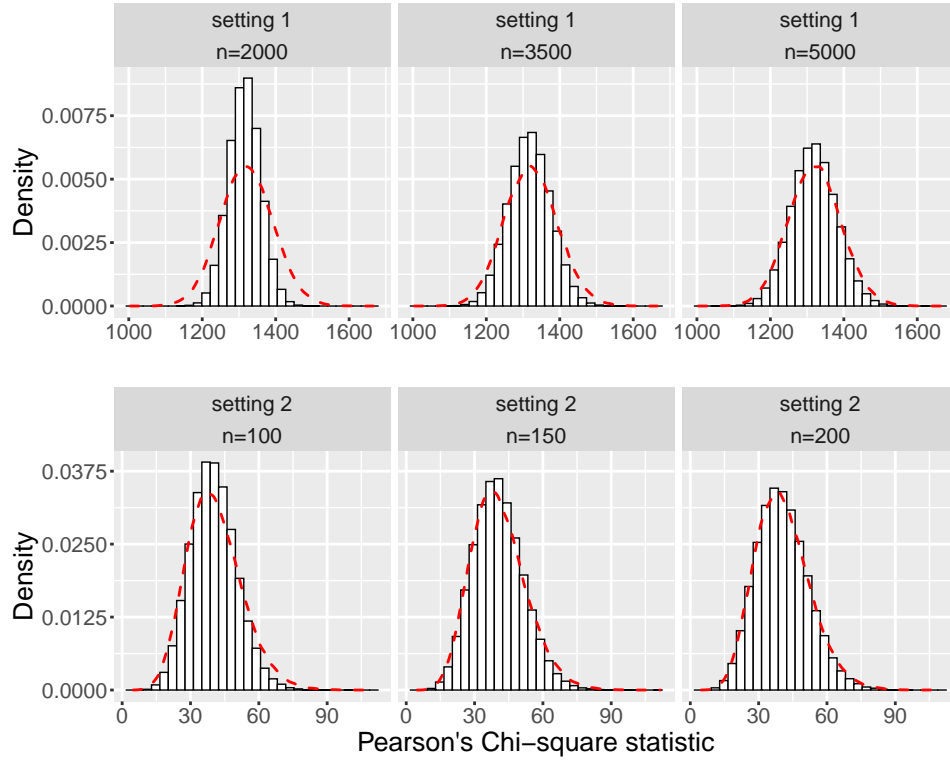 setting 1
n=2000
setting 1
n=3500
setting 1
n=5000
Density
0.0075
0.0050
0.0025
0.0000
1000 1200 1400 1600
1000 1200 1400 1600
1000 1200 1400 1600
setting 2
n=100
setting 2
n=150
setting 2
n=200
Density
0.0375
0.0250
0.0125
0.0000
0 30 60 90
0 30 60 90
0 30 60 90
Pearson's Chi−square statistic